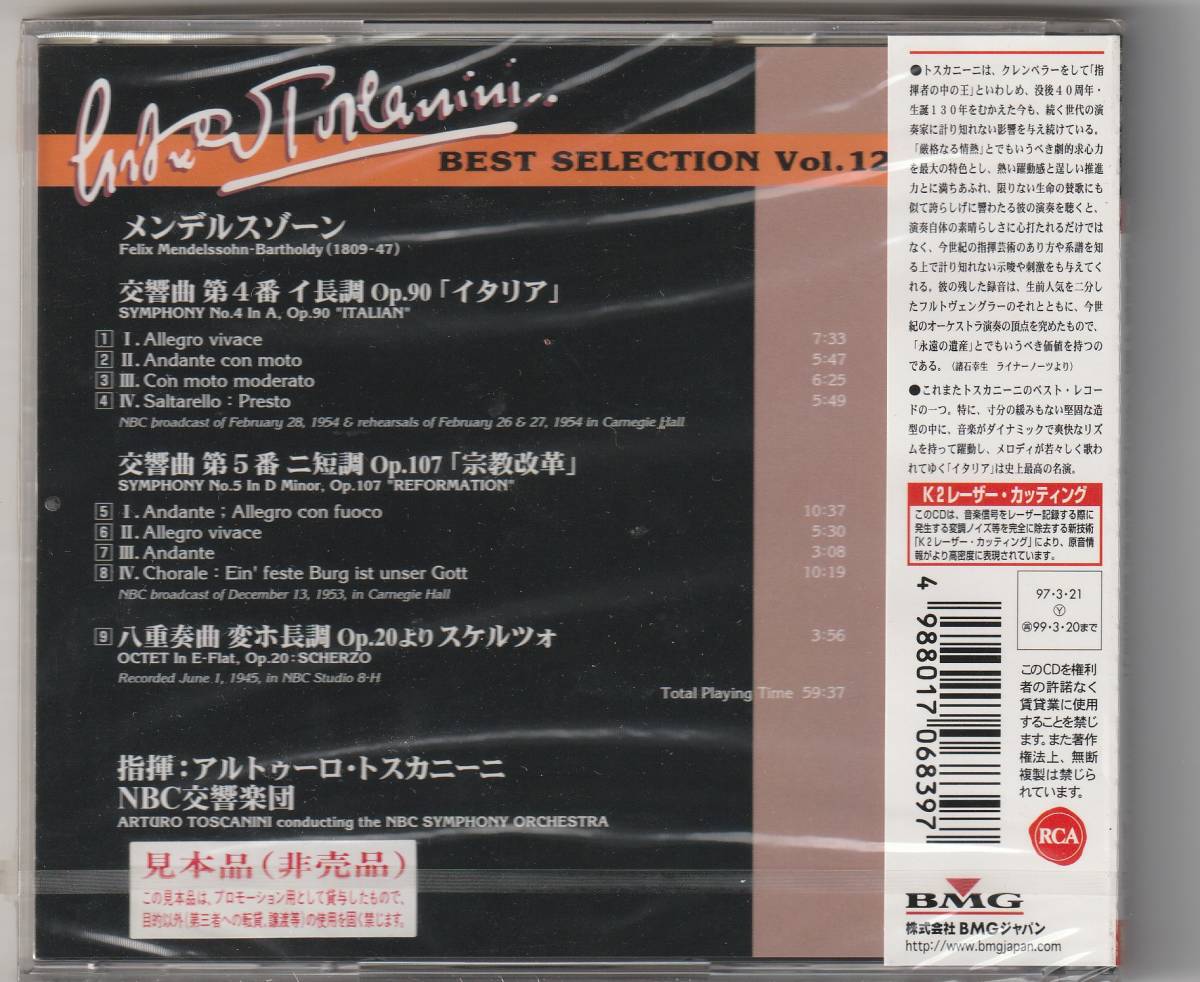 Arturo Toscanini
BEST SELECTION Vol.12
メンデルスゾーン
Felix Mendelssohn-Bartholdy (1809-47)
交響曲 第4番 イ長調 Op.90「イタリア」
SYMPHONY No.4 In A, Op.90 "ITALIAN"
1 I. Allegro vivace 7:33
2 II. Andante con moto 5:47
3 III. Con moto moderato 6:25
4 IV. Saltarello : Presto 5:49
NBC broadcast of February 28, 1954 & rehearsals of February 26 & 27, 1954 in Carnegie Hall
交響曲 第5番 ニ短調 Op.107「宗教改革」
SYMPHONY No.5 In D Minor, Op.107 "REFORMATION"
5 I. Andante ; Allegro con fuoco 10:37
6 II. Allegro vivace 5:30
7 III. Andante 3:08
8 IV. Chorale : Ein' feste Burg ist unser Gott 10:19
NBC broadcast of December 13, 1953, in Carnegie Hall
9 八重奏曲 変ホ長調 Op.20より スケルツォ 3:56
OCTET In E-Flat, Op.20 : SCHERZO
Recorded June 1, 1945, in NBC Studio 8-H
Total Playing Time 59:37
指揮：アルトゥーロ・トスカニーニ
NBC交響楽団
ARTURO TOSCANINI conducting the NBC SYMPHONY ORCHESTRA
見本品(非売品)
この見本品は、プロモーション用として貸与したもので、
目的以外(第三者への転貸、譲渡等)の使用を固く禁じます。
●トスカニーニは、クレンペラーをして「指
揮者の中の王」といわしめ、没後40周年・
生誕130年をむかえた今も、続く世代の演
奏家に計り知れない影響を与え続けている。
「厳格なる情熱」とでもいうべき劇的求心力
を最大の特色とし、熱い躍動感と逞しい推進
力とに満ちあふれ、限りない生命の賛歌にも
似て誇らしげに響わたる彼の演奏を聴くと、
演奏自体の素晴らしさに心打たれるだけでは
なく、今世紀の指揮芸術のあり方や系譜を知
る上で計り知れない示唆や刺激をも与えてく
れる。彼の残した録音は、生前人気を二分し
たフルトヴェングラーのそれとともに、今世
紀のオーケストラ演奏の頂点を究めたもので、
「永遠の遺産」とでもいうべき価値を持つの
である。（諸石幸生 ライナーノーツより）
●これまたトスカニーニのベスト・レコー
ドの一つ。特に、寸分の緩みもない堅固な造
型の中に、音楽がダイナミックで爽快なリズ
ムを持って躍動し、メロディが若々しく歌わ
れてゆく「イタリア」は史上最高の名演。
K2レーザー・カッティング
このCDは、音楽信号をレーザー記録する際に
発生する変調ノイズ等を完全に除去する新技術
「K2レーザー・カッティング」により、原音情
報がより高密度に表現されています。
4 988017 068397
97・3・21
Ⓨ
㊖99・3・20まで
このCDを権利
者の許諾なく
賃貸業に使用
することを禁じ
ます。また著作
権法上、無断
複製は禁じら
れています。
RCA
BMG
株式会社 BMGジャパン
http://www.bmgjapan.com